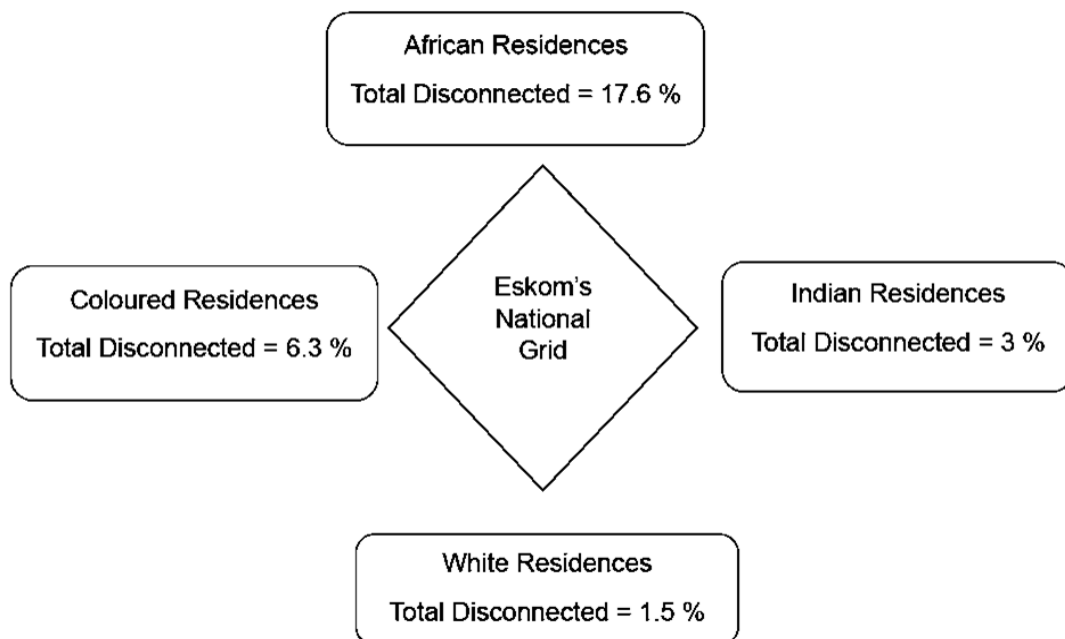 African Residences
Total Disconnected = 17.6 %
Coloured Residences
Total Disconnected = 6.3 %
Eskom's
National
Grid
Indian Residences
Total Disconnected = 3 %
White Residences
Total Disconnected = 1.5 %